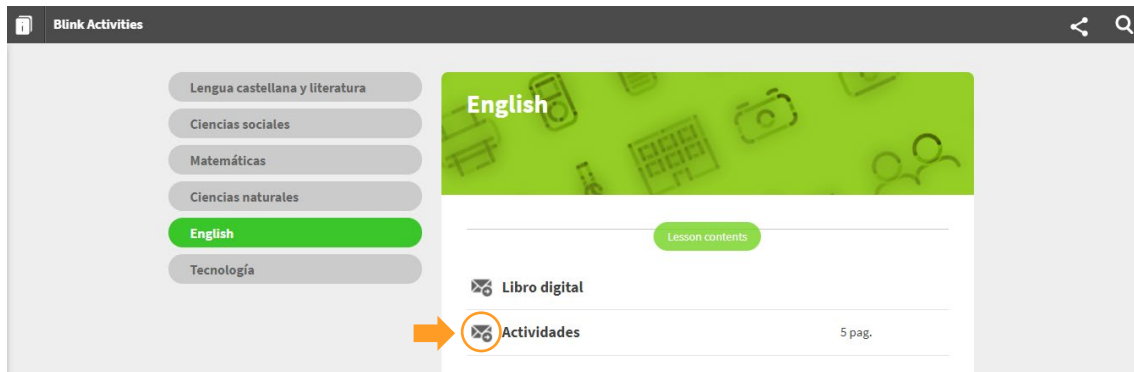 Blink Activities
Lengua castellana y literatura
Ciencias sociales
Matemáticas
Ciencias naturales
English
Tecnología
English
Lesson contents
Libro digital
Actividades 5 pag.